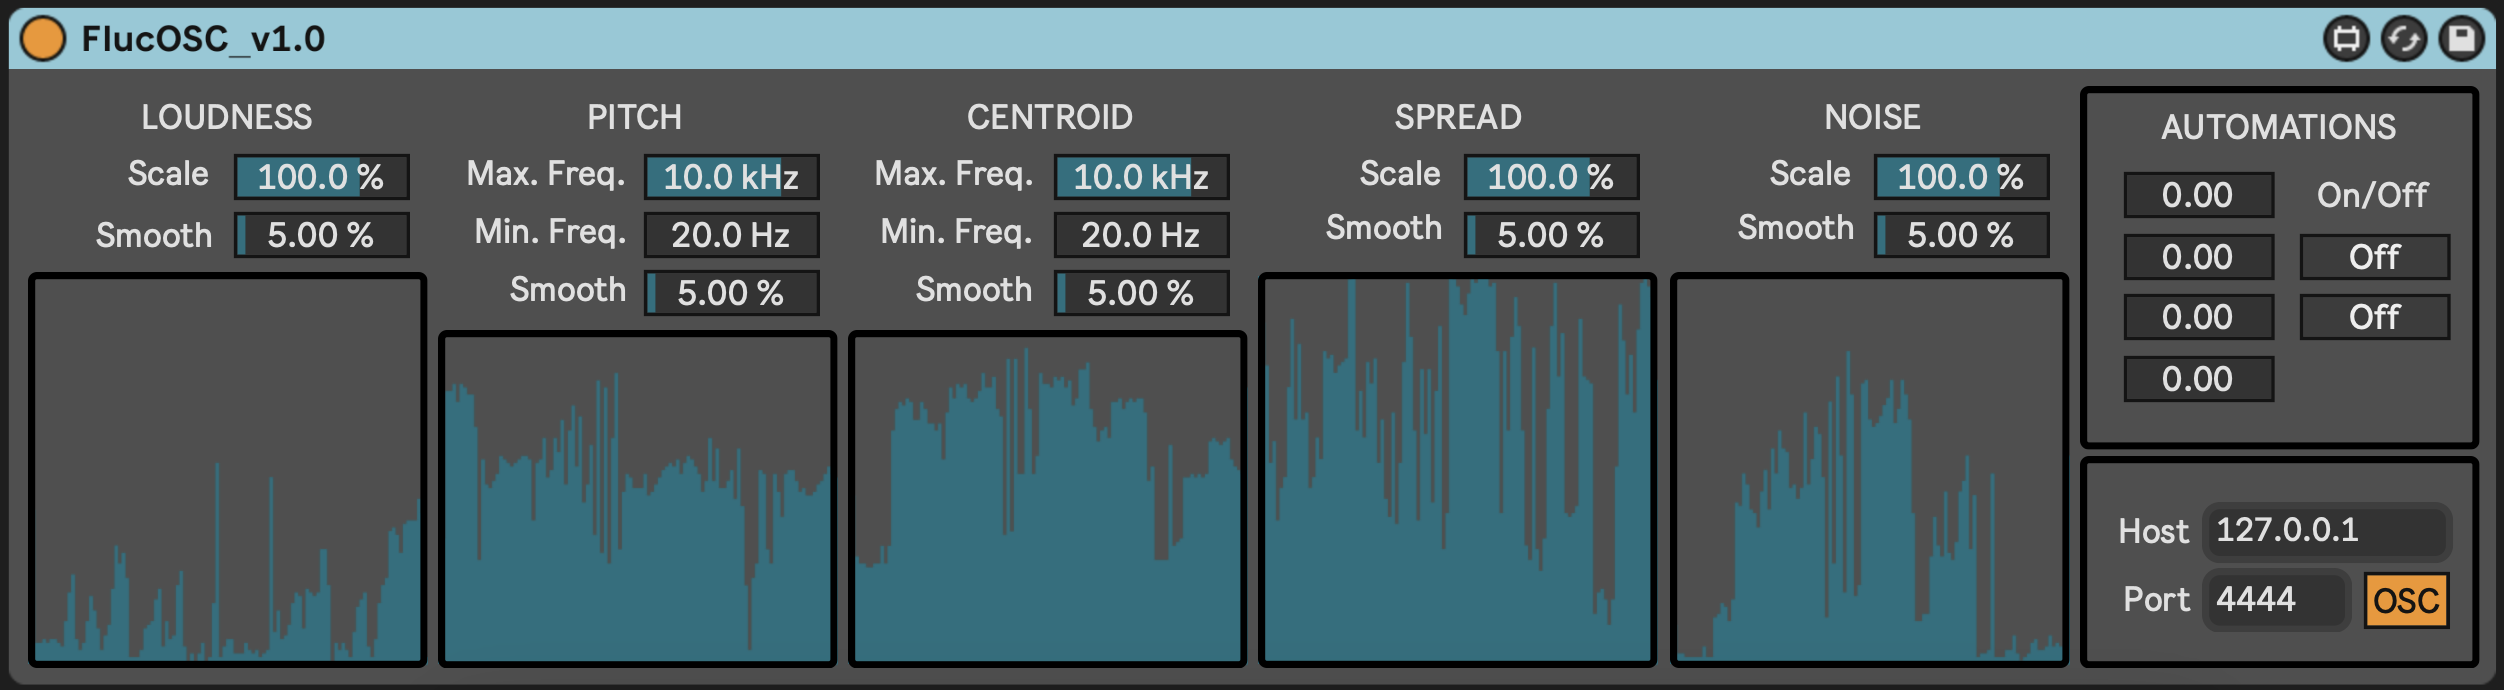 FlucOSC_v1.0
LOUDNESS
Scale 100.0 %
Smooth 5.00 %
PITCH
Max. Freq. 10.0 kHz
Min. Freq. 20.0 Hz
Smooth 5.00 %
CENTROID
Max. Freq. 10.0 kHz
Min. Freq. 20.0 Hz
Smooth 5.00 %
SPREAD
Scale 100.0 %
Smooth 5.00 %
NOISE
Scale 100.0 %
Smooth 5.00 %
AUTOMATIONS
0.00 On/Off
0.00 Off
0.00 Off
0.00
Host 127.0.0.1
Port 4444 OSC